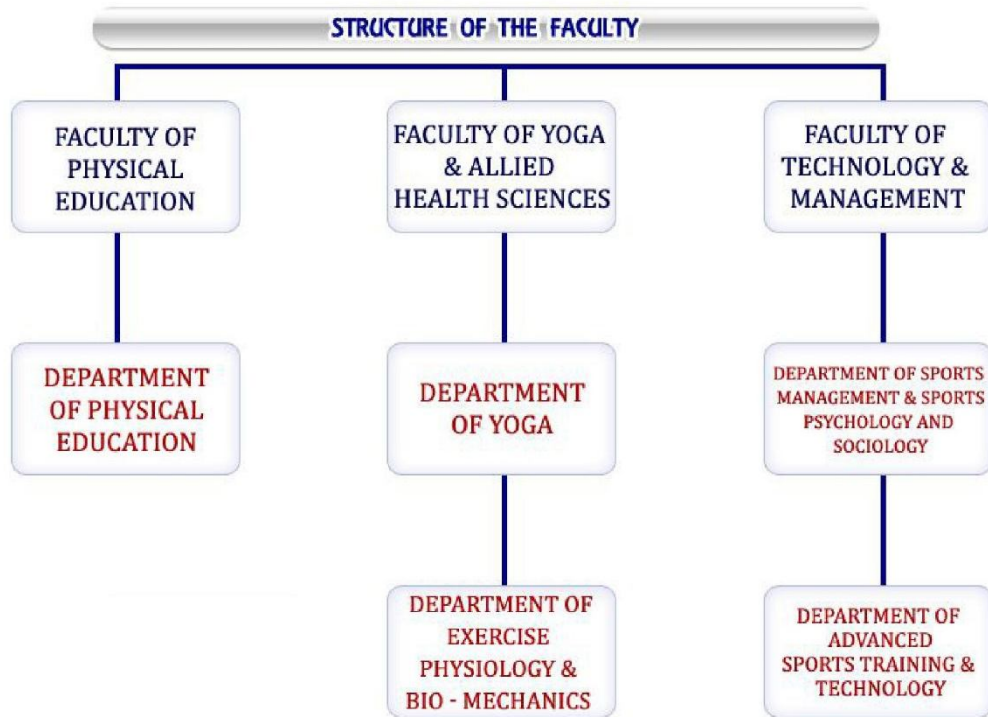 STRUCTURE OF THE FACULTY
FACULTY OF
PHYSICAL
EDUCATION
FACULTY OF YOGA
& ALLIED
HEALTH SCIENCES
FACULTY OF
TECHNOLOGY &
MANAGEMENT
DEPARTMENT
OF PHYSICAL
EDUCATION
DEPARTMENT
OF YOGA
DEPARTMENT OF SPORTS
MANAGEMENT & SPORTS
PSYCHOLOGY AND
SOCIOLOGY
DEPARTMENT OF
EXERCISE
PHYSIOLOGY &
BIO - MECHANICS
DEPARTMENT OF
ADVANCED
SPORTS TRAINING &
TECHNOLOGY